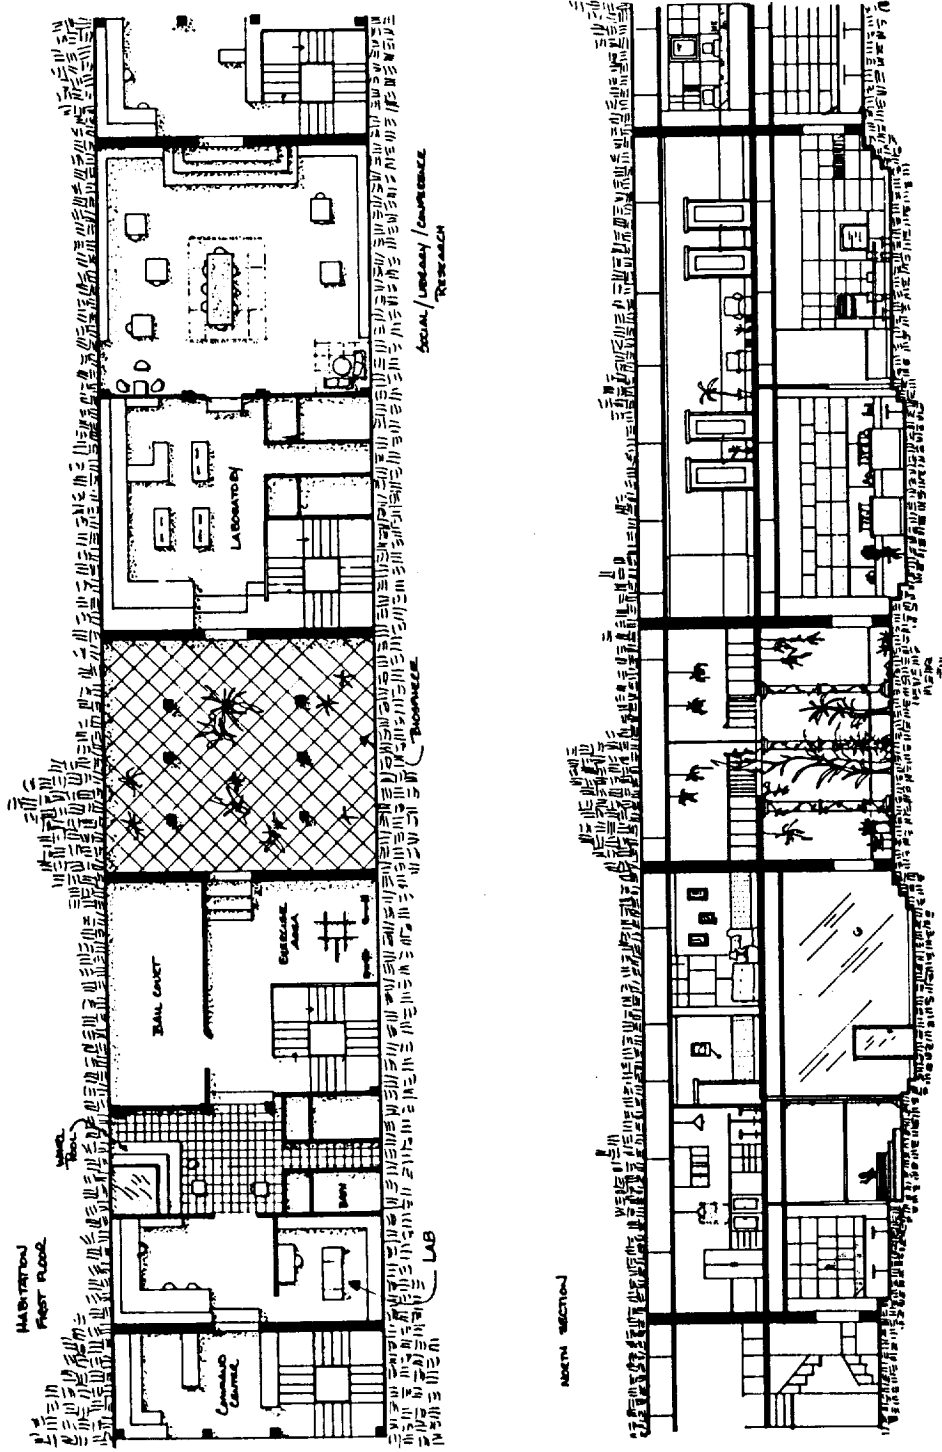 HABITATION
FIRST FLOOR
SOCIAL/LIBRARY/CONFERENCE
RESEARCH
LABORATORY
BIOSPHERE
EXERCISE
AREA
BALL COURT
WHIRL
POOL
BATH
LAB
COMMAND
CENTER
NORTH SECTION